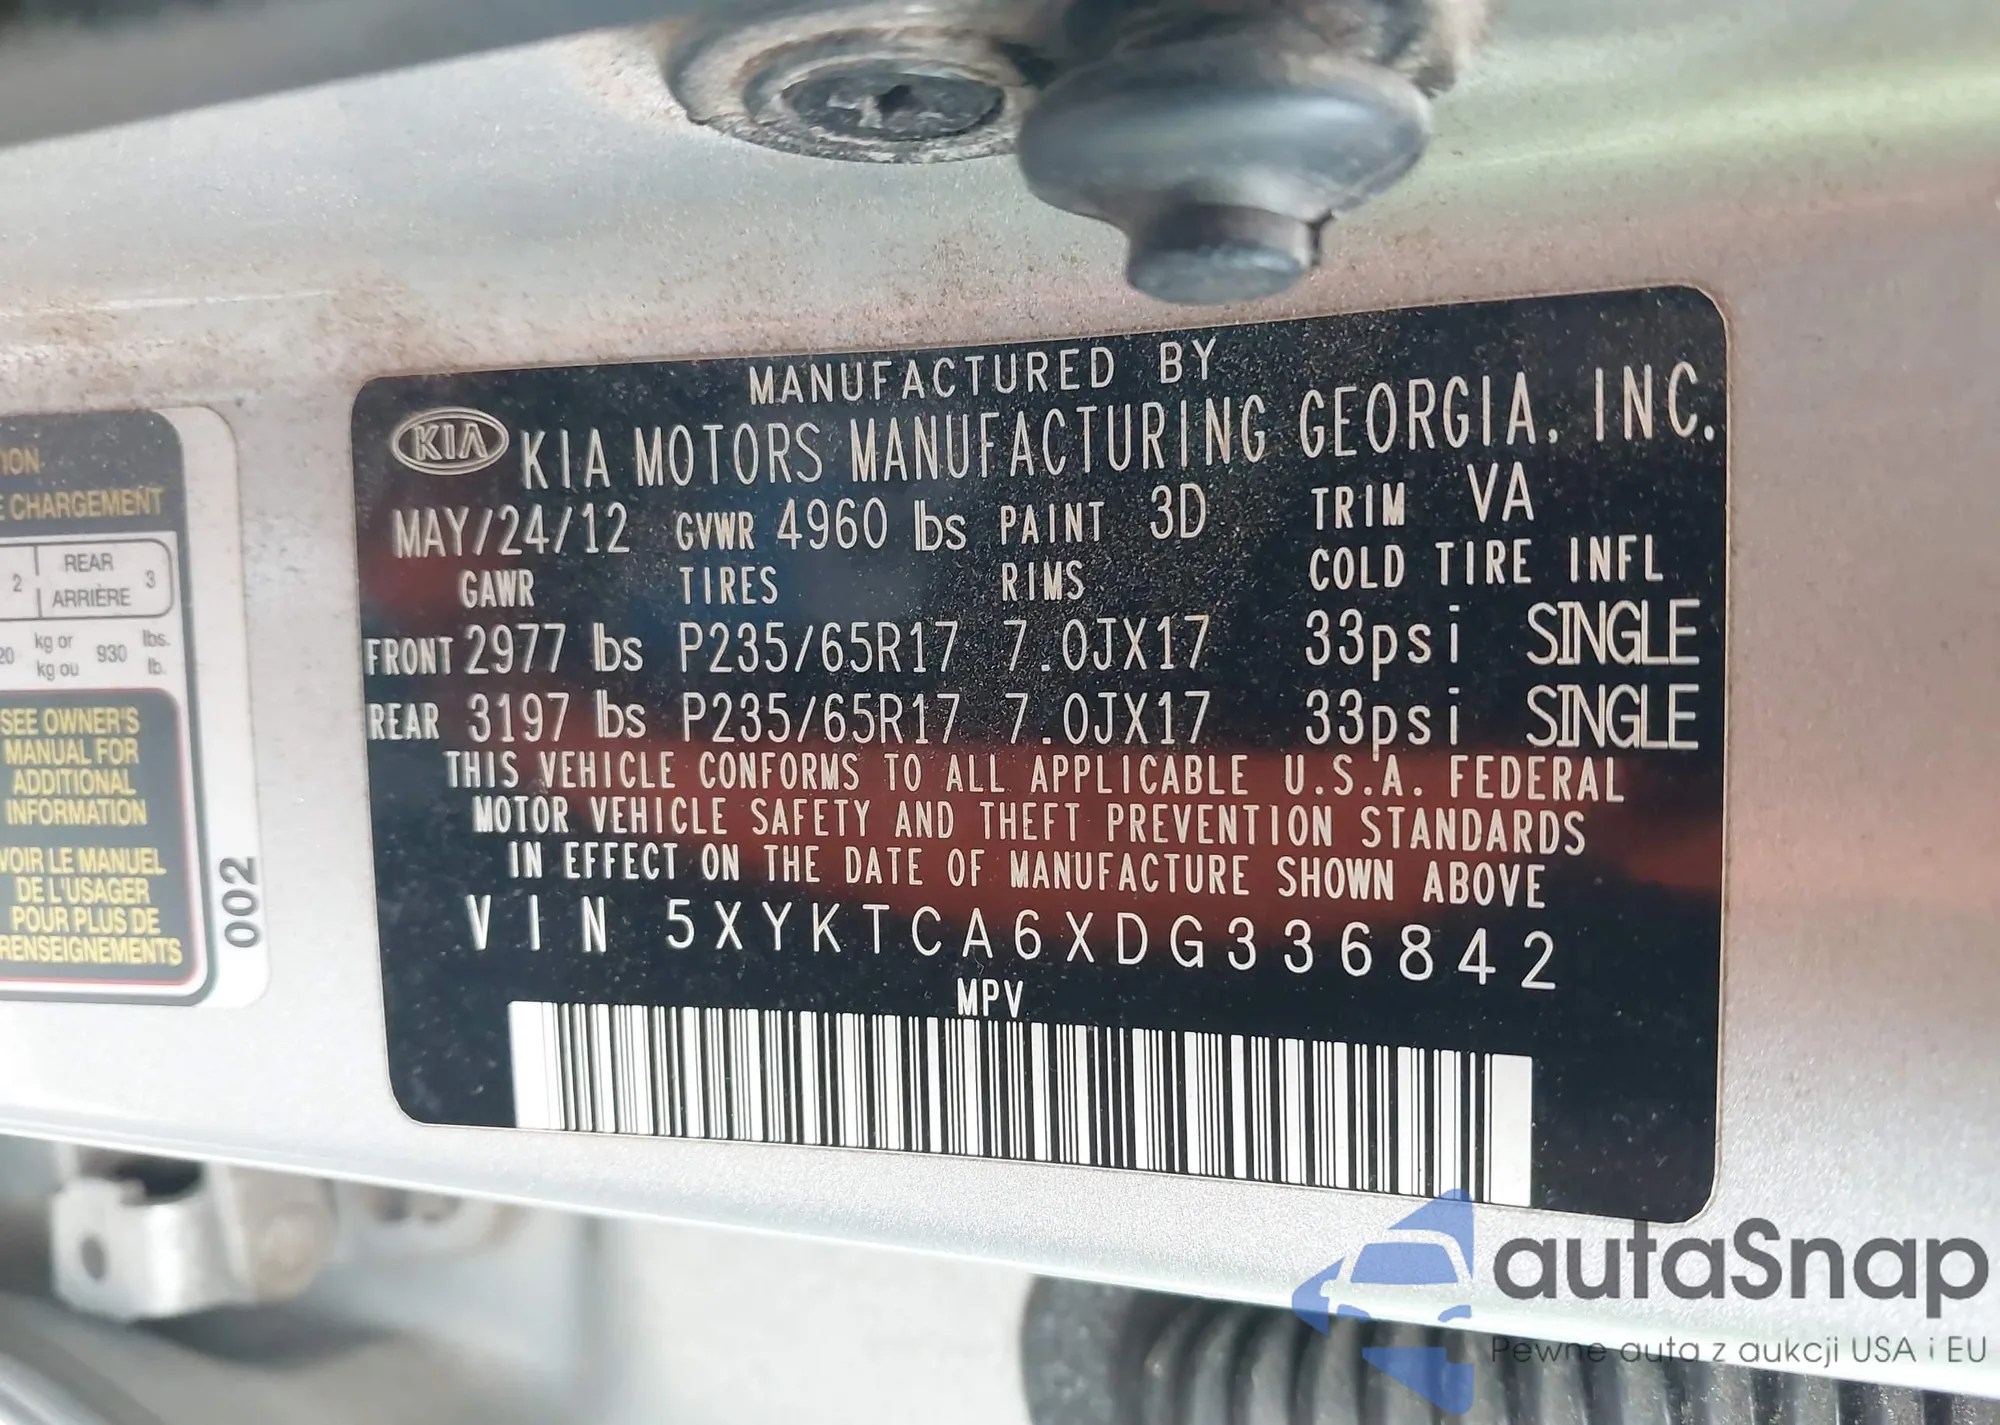 MANUFACTURED BY
KIA KIA MOTORS MANUFACTURING GEORGIA, INC.
MAY/24/12 GVWR 4960 lbs PAINT 3D TRIM VA
GAWR TIRES RIMS COLD TIRE INFL
FRONT 2977 lbs P235/65R17 7.0JX17 33psi SINGLE
REAR 3197 lbs P235/65R17 7.0JX17 33psi SINGLE
THIS VEHICLE CONFORMS TO ALL APPLICABLE U.S.A. FEDERAL
MOTOR VEHICLE SAFETY AND THEFT PREVENTION STANDARDS
IN EFFECT ON THE DATE OF MANUFACTURE SHOWN ABOVE
VIN 5XYKTCA6XDG336842
MPV
CHARGEMENT
2 REAR 3
ARRIÈRE
kg or 930 lbs.
kg ou lb.
SEE OWNER'S
MANUAL FOR
ADDITIONAL
INFORMATION
VOIR LE MANUEL
DE L'USAGER
POUR PLUS DE
RENSEIGNEMENTS
002
autaSnap
Pewne auta z aukcji USA i EU